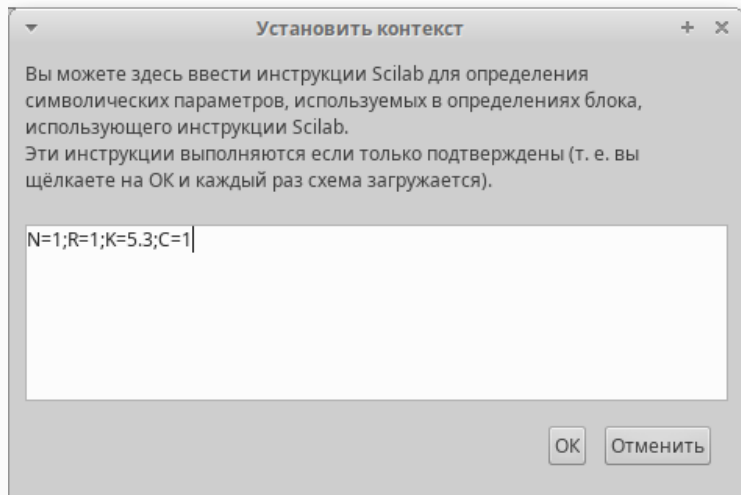 Установить контекст
Вы можете здесь ввести инструкции Scilab для определения
символических параметров, используемых в определениях блока,
использующего инструкции Scilab.
Эти инструкции выполняются если только подтверждены (т. е. вы
щёлкаете на ОК и каждый раз схема загружается).
N=1;R=1;K=5.3;C=1
ОК
Отменить